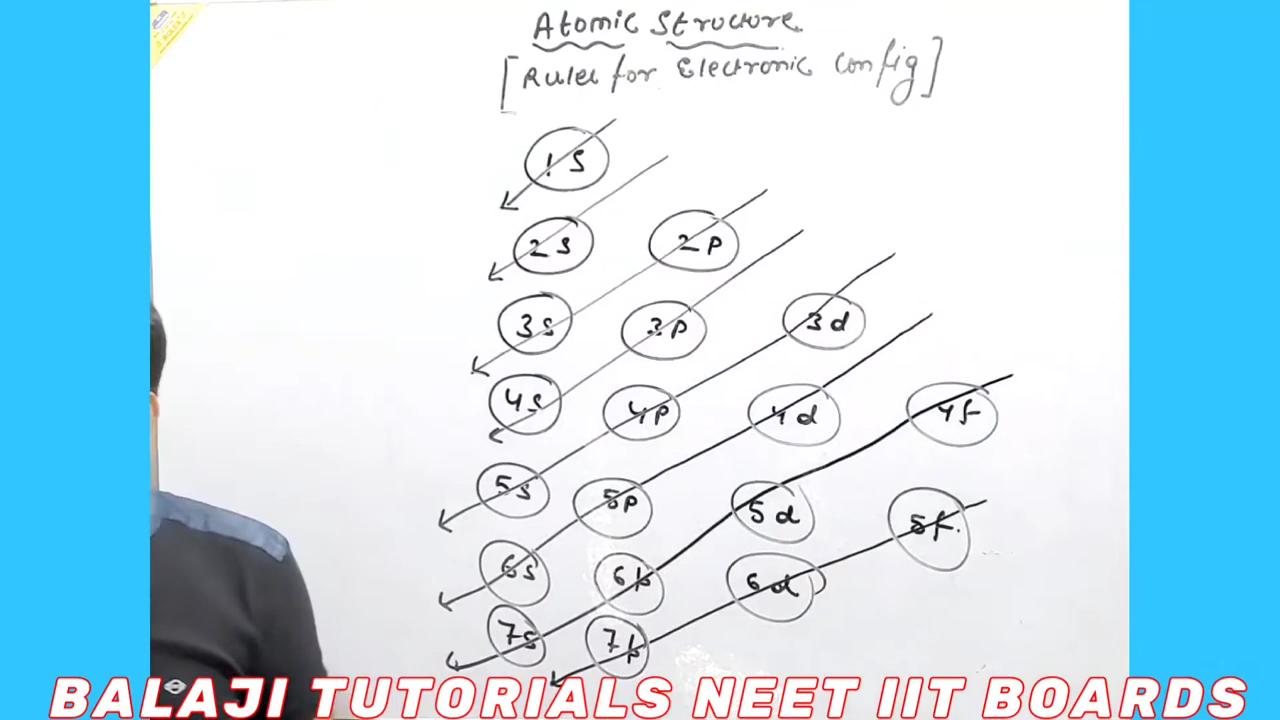 Atomic Structure
[Rules for Electronic config]
1s
2s 2p
3s 3p 3d
4s 4p 4d 4f
5s 5p 5d 5f
6s 6p 6d
7s 7p
BALAJI TUTORIALS NEET IIT BOARDS